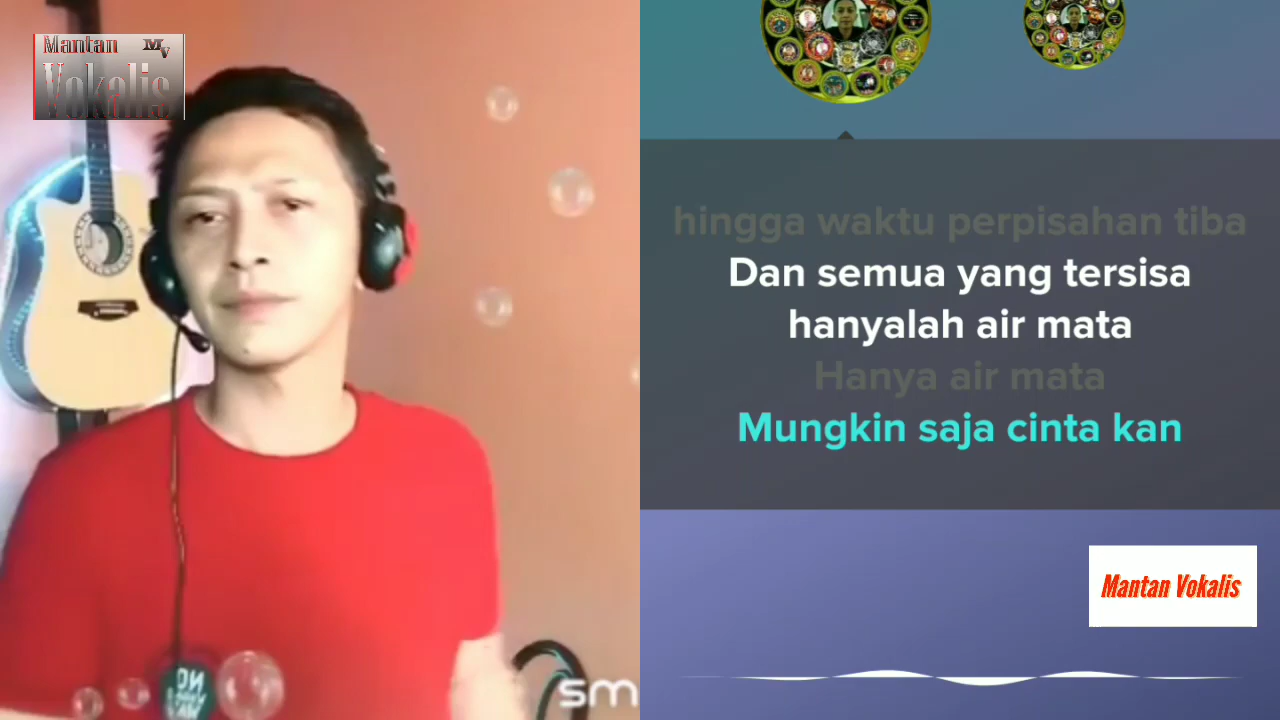 Mantan Mv
Vokalis
hingga waktu perpisahan tiba
Dan semua yang tersisa
hanyalah air mata
Hanya air mata
Mungkin saja cinta kan
Mantan Vokalis
sm